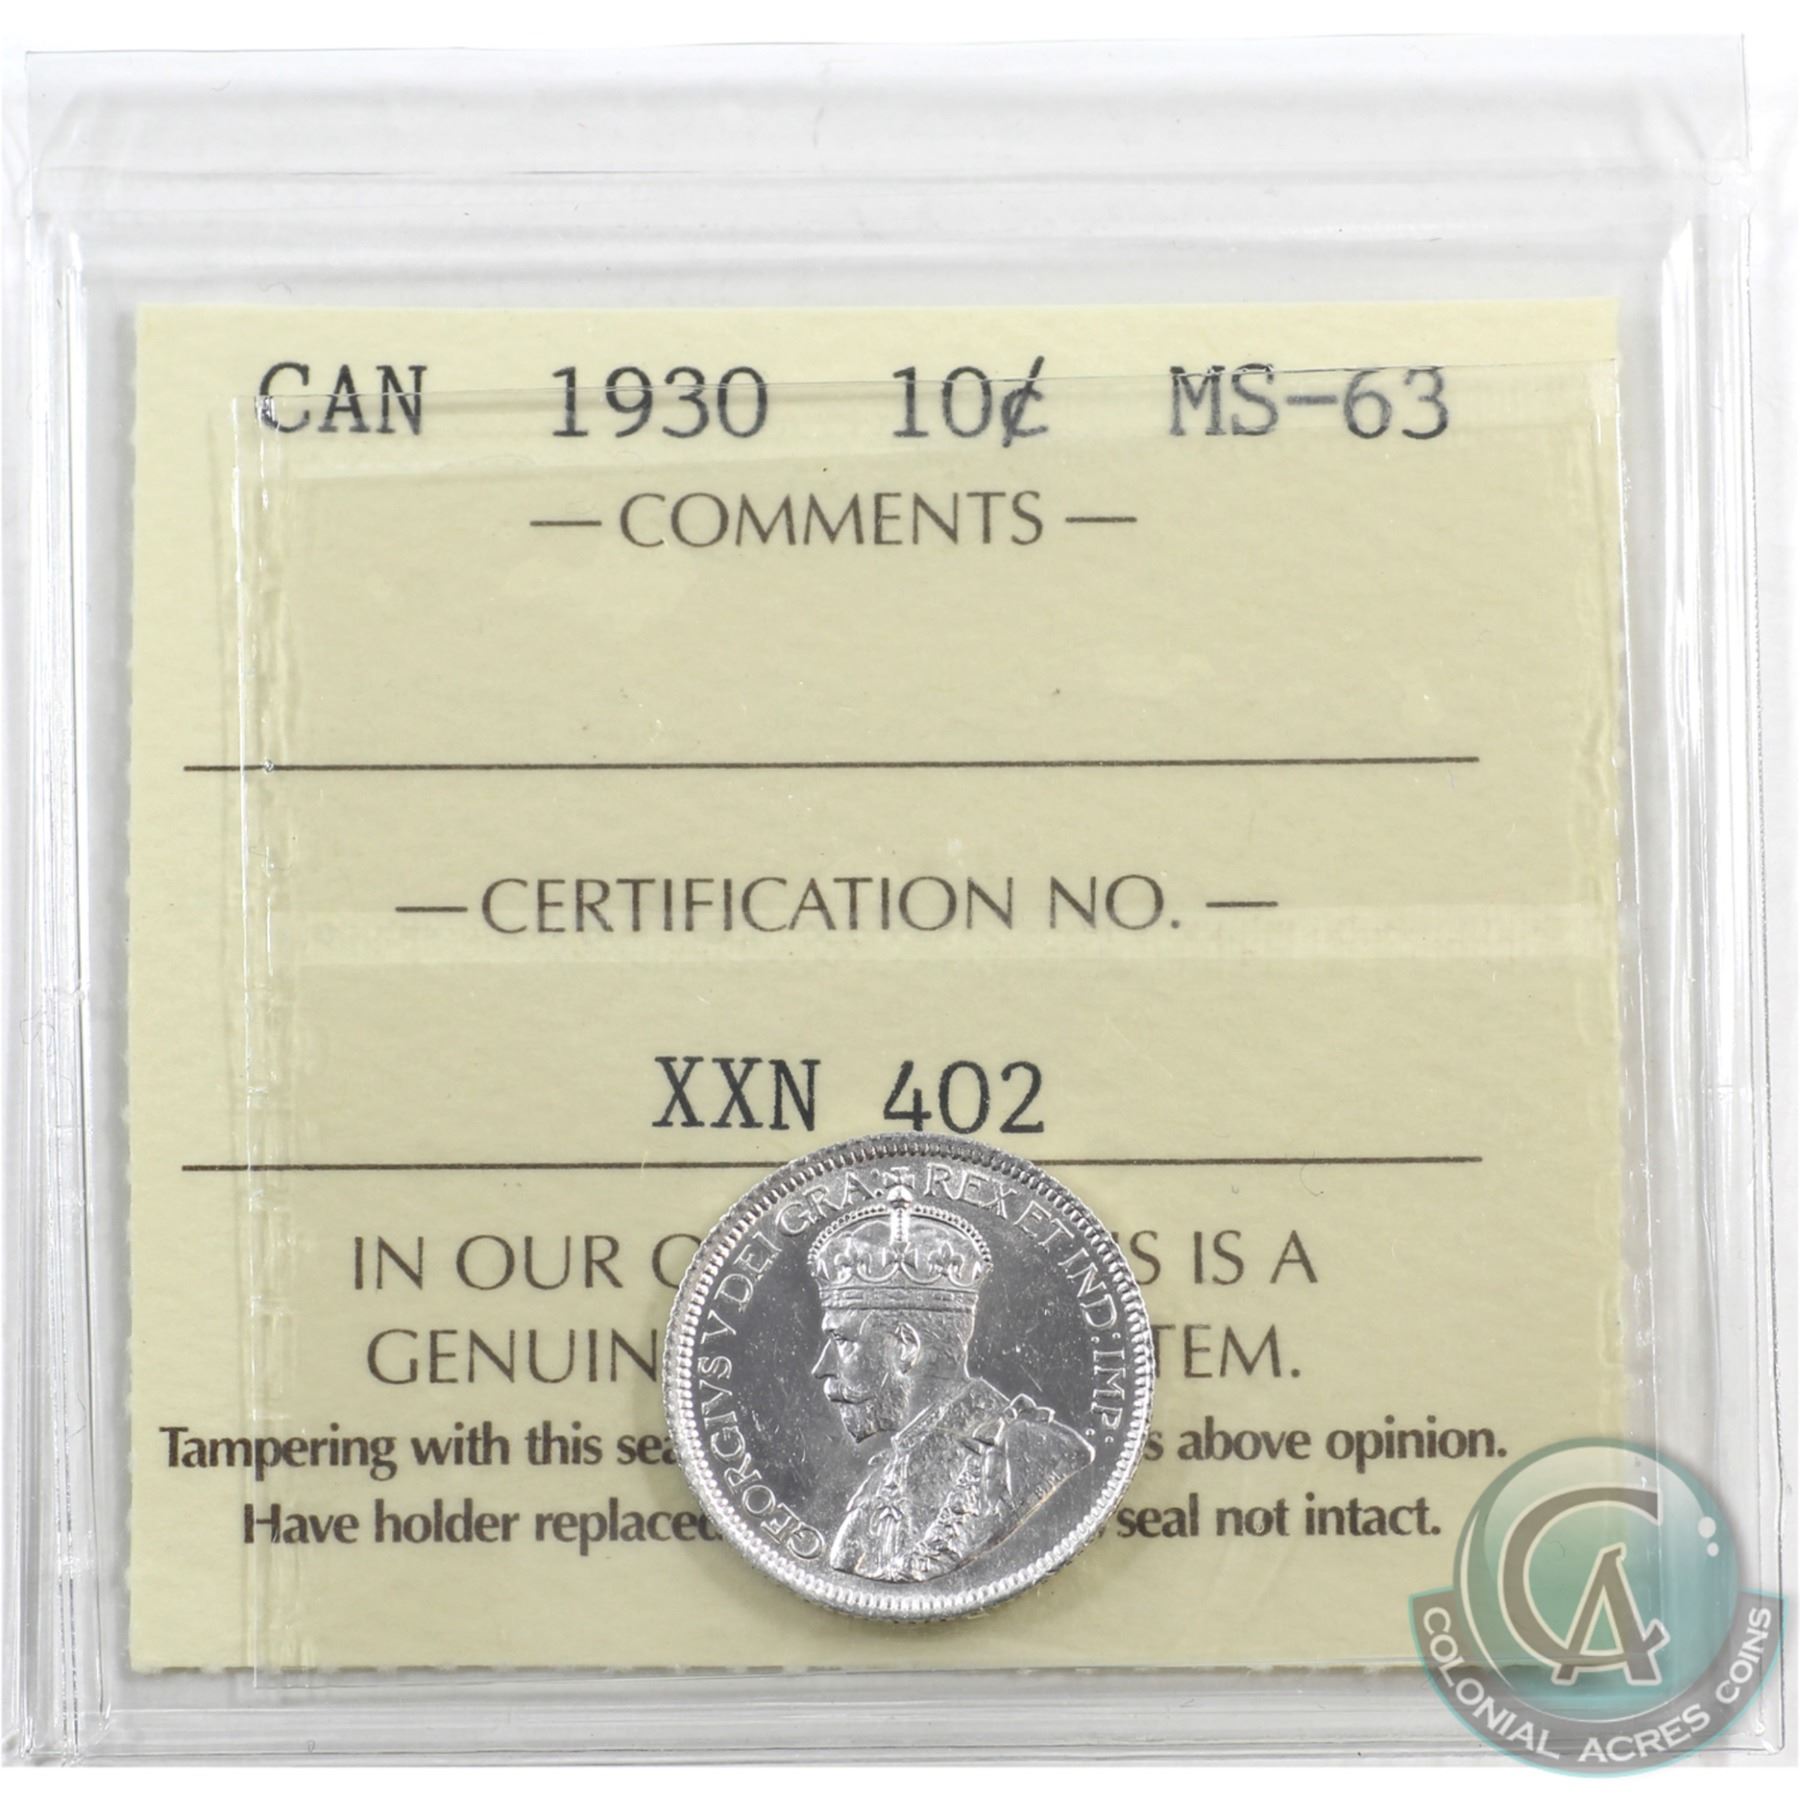 CAN 1930 10¢ MS-63
— COMMENTS —
— CERTIFICATION NO. —
XXN 402
IN OUR S IS A
GENUIN TEM.
Tampering with this sea s above opinion.
Have holder replaced seal not intact.
GEORGIVS V DEI GRA: REX ET IND: IMP:
CA
COLONIAL ACRES COINS